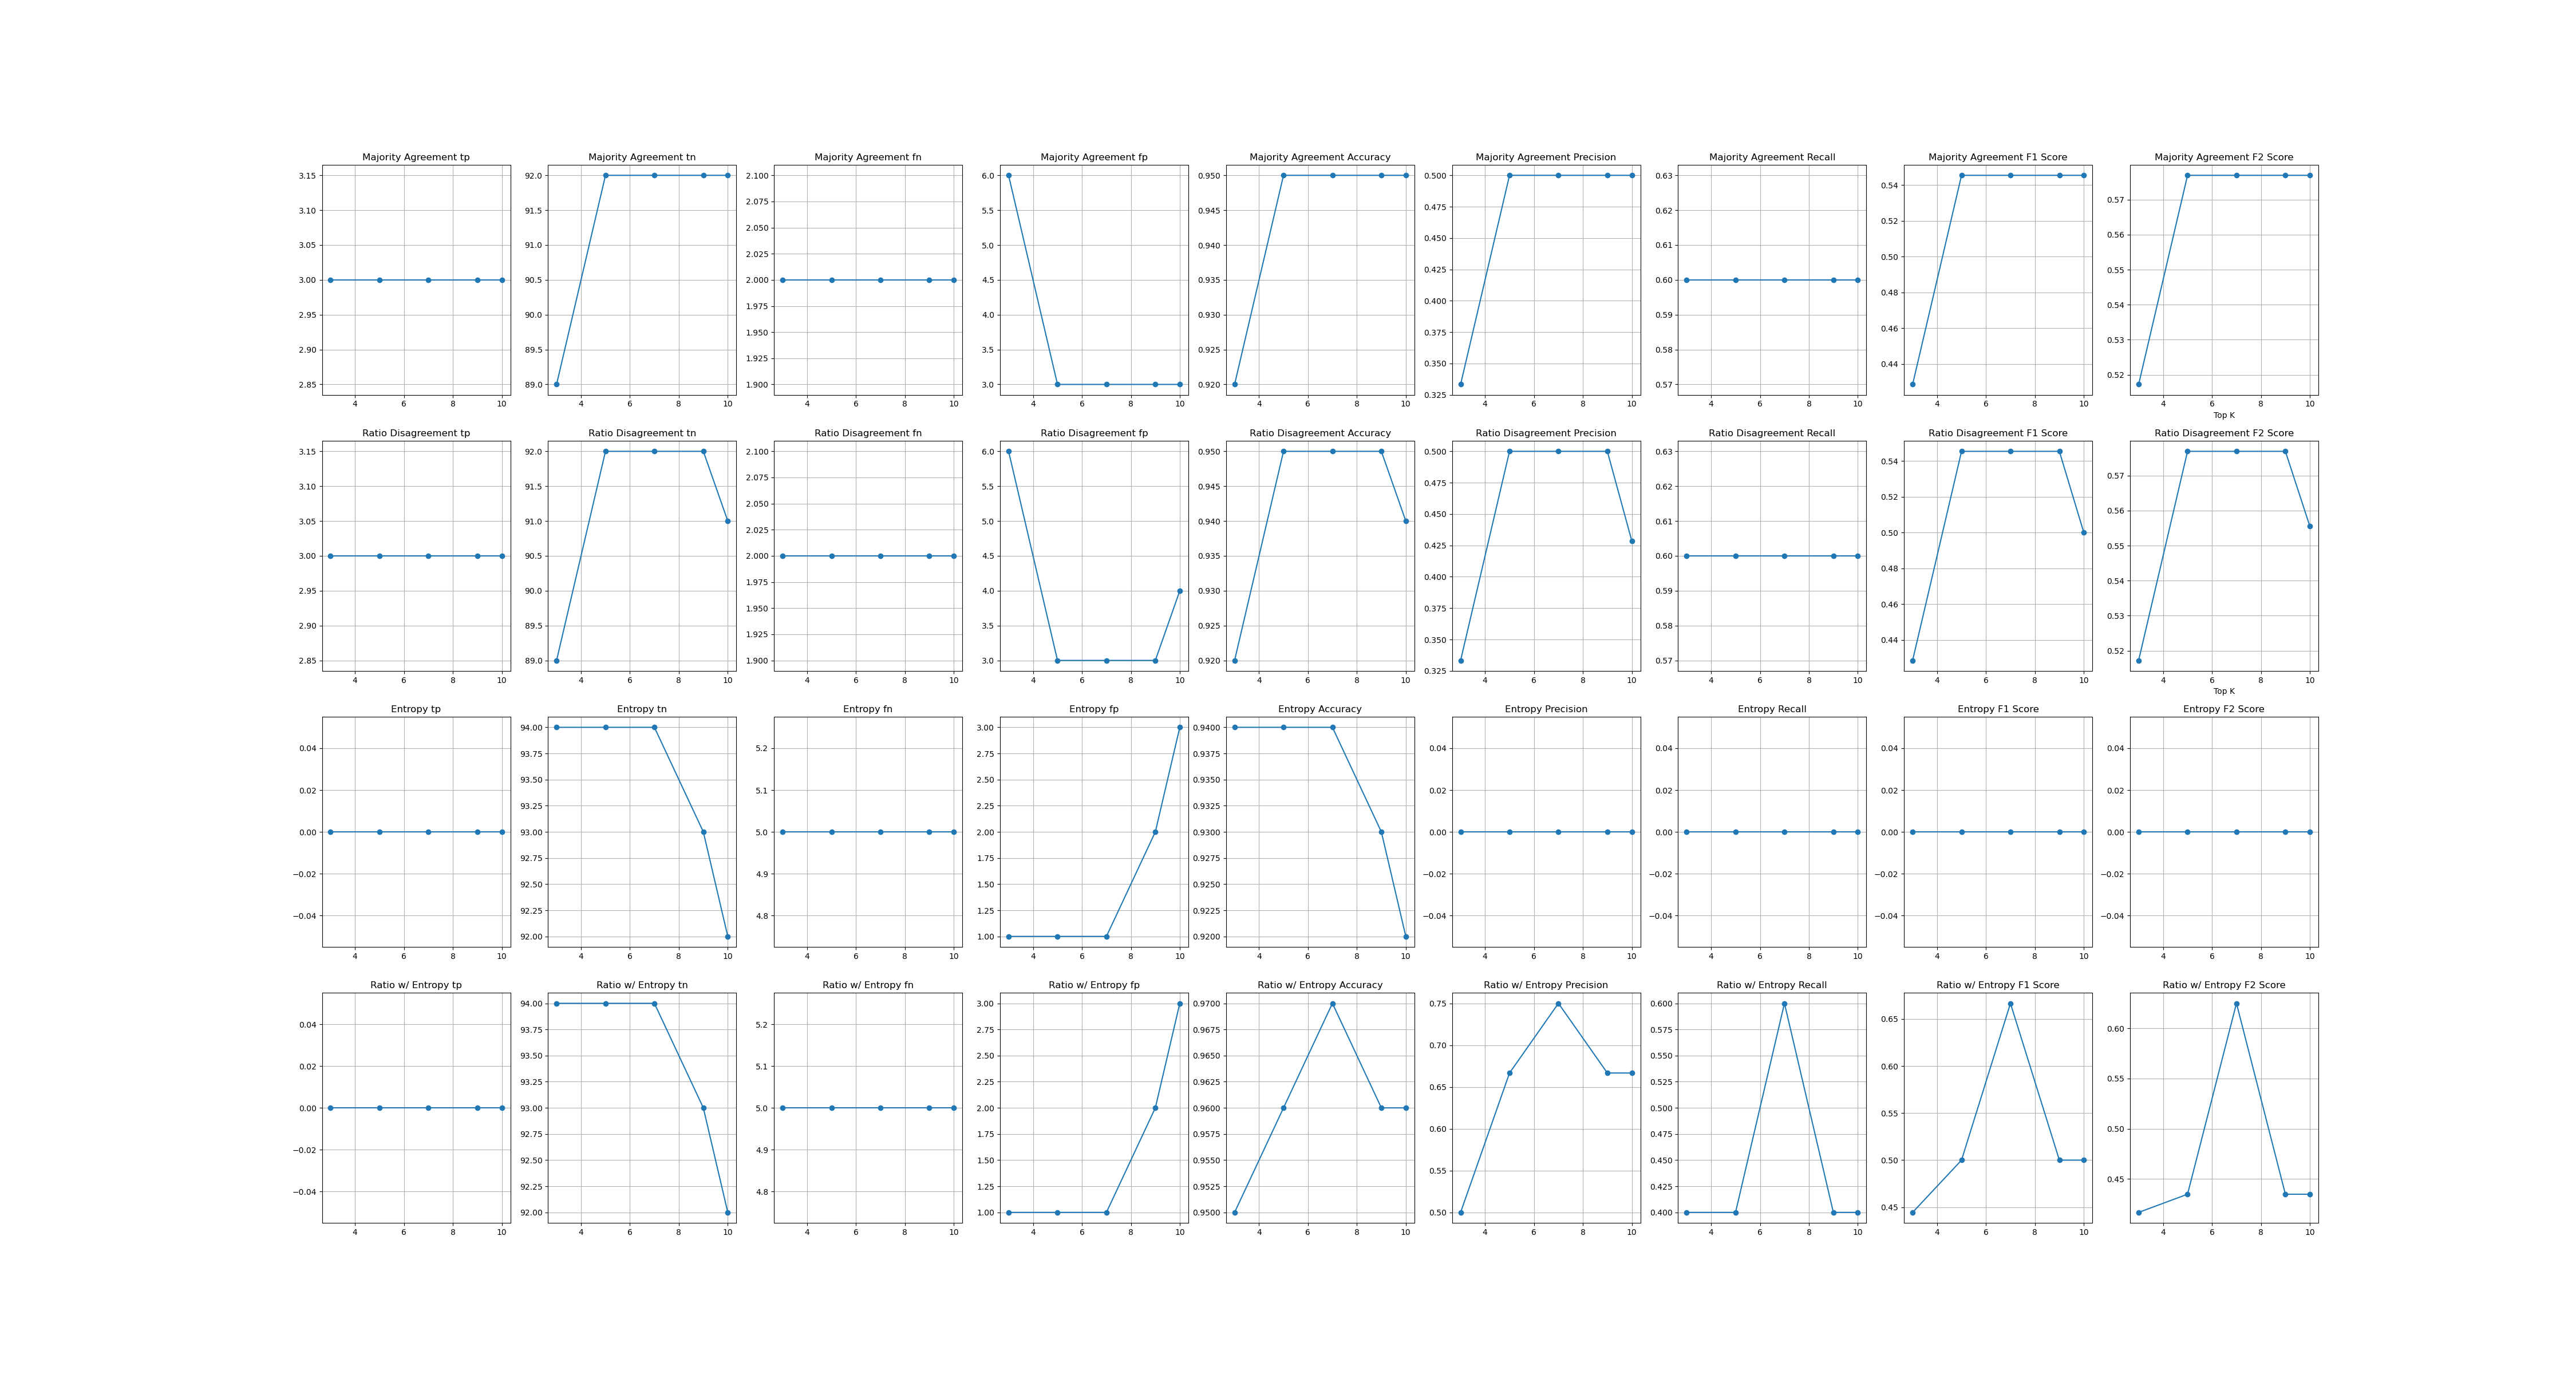 Majority Agreement tp
3.15 3.10 3.05 3.00 2.95 2.90 2.85
4 6 8 10
Majority Agreement tn
92.0 91.5 91.0 90.5 90.0 89.5 89.0
4 6 8 10
Majority Agreement fn
2.100 2.075 2.050 2.025 2.000 1.975 1.950 1.925 1.900
4 6 8 10
Majority Agreement fp
6.0 5.5 5.0 4.5 4.0 3.5 3.0
4 6 8 10
Majority Agreement Accuracy
0.950 0.945 0.940 0.935 0.930 0.925 0.920
4 6 8 10
Majority Agreement Precision
0.500 0.475 0.450 0.425 0.400 0.375 0.350 0.325
4 6 8 10
Majority Agreement Recall
0.63 0.62 0.61 0.60 0.59 0.58 0.57
4 6 8 10
Majority Agreement F1 Score
0.54 0.52 0.50 0.48 0.46 0.44
4 6 8 10
Majority Agreement F2 Score
0.57 0.56 0.55 0.54 0.53 0.52
4 6 8 10
Top K
Ratio Disagreement tp
3.15 3.10 3.05 3.00 2.95 2.90 2.85
4 6 8 10
Ratio Disagreement tn
92.0 91.5 91.0 90.5 90.0 89.5 89.0
4 6 8 10
Ratio Disagreement fn
2.100 2.075 2.050 2.025 2.000 1.975 1.950 1.925 1.900
4 6 8 10
Ratio Disagreement fp
6.0 5.5 5.0 4.5 4.0 3.5 3.0
4 6 8 10
Ratio Disagreement Accuracy
0.950 0.945 0.940 0.935 0.930 0.925 0.920
4 6 8 10
Ratio Disagreement Precision
0.500 0.475 0.450 0.425 0.400 0.375 0.350 0.325
4 6 8 10
Ratio Disagreement Recall
0.63 0.62 0.61 0.60 0.59 0.58 0.57
4 6 8 10
Ratio Disagreement F1 Score
0.54 0.52 0.50 0.48 0.46 0.44
4 6 8 10
Ratio Disagreement F2 Score
0.57 0.56 0.55 0.54 0.53 0.52
4 6 8 10
Top K
Entropy tp
0.04 0.02 0.00 −0.02 −0.04
4 6 8 10
Entropy tn
94.00 93.75 93.50 93.25 93.00 92.75 92.50 92.25 92.00
4 6 8 10
Entropy fn
5.2 5.1 5.0 4.9 4.8
4 6 8 10
Entropy fp
3.00 2.75 2.50 2.25 2.00 1.75 1.50 1.25 1.00
4 6 8 10
Entropy Accuracy
0.9400 0.9375 0.9350 0.9325 0.9300 0.9275 0.9250 0.9225 0.9200
4 6 8 10
Entropy Precision
0.04 0.02 0.00 −0.02 −0.04
4 6 8 10
Entropy Recall
0.04 0.02 0.00 −0.02 −0.04
4 6 8 10
Entropy F1 Score
0.04 0.02 0.00 −0.02 −0.04
4 6 8 10
Entropy F2 Score
0.04 0.02 0.00 −0.02 −0.04
4 6 8 10
Ratio w/ Entropy tp
0.04 0.02 0.00 −0.02 −0.04
4 6 8 10
Ratio w/ Entropy tn
94.00 93.75 93.50 93.25 93.00 92.75 92.50 92.25 92.00
4 6 8 10
Ratio w/ Entropy fn
5.2 5.1 5.0 4.9 4.8
4 6 8 10
Ratio w/ Entropy fp
3.00 2.75 2.50 2.25 2.00 1.75 1.50 1.25 1.00
4 6 8 10
Ratio w/ Entropy Accuracy
0.9700 0.9675 0.9650 0.9625 0.9600 0.9575 0.9550 0.9525 0.9500
4 6 8 10
Ratio w/ Entropy Precision
0.75 0.70 0.65 0.60 0.55 0.50
4 6 8 10
Ratio w/ Entropy Recall
0.600 0.575 0.550 0.525 0.500 0.475 0.450 0.425 0.400
4 6 8 10
Ratio w/ Entropy F1 Score
0.65 0.60 0.55 0.50 0.45
4 6 8 10
Ratio w/ Entropy F2 Score
0.60 0.55 0.50 0.45
4 6 8 10